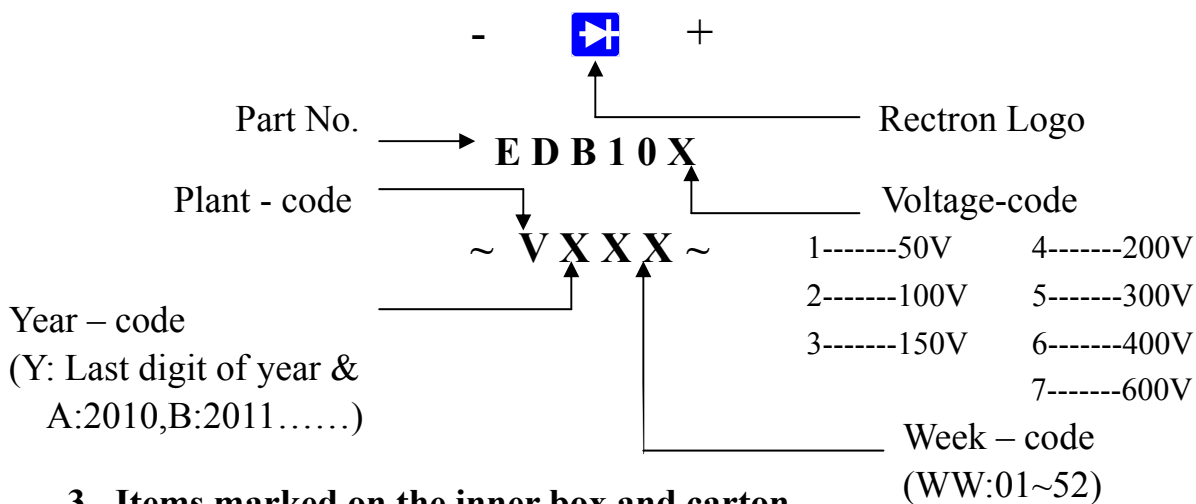 - +
Part No.
Rectron Logo
E D B 1 0 X
Plant - code
Voltage-code
~ V X X X ~
1-------50V 4-------200V
2-------100V 5-------300V
3-------150V 6-------400V
7-------600V
Year – code
(Y: Last digit of year &
A:2010,B:2011……)
Week – code
(WW:01~52)
3. Items marked on the inner box and carton